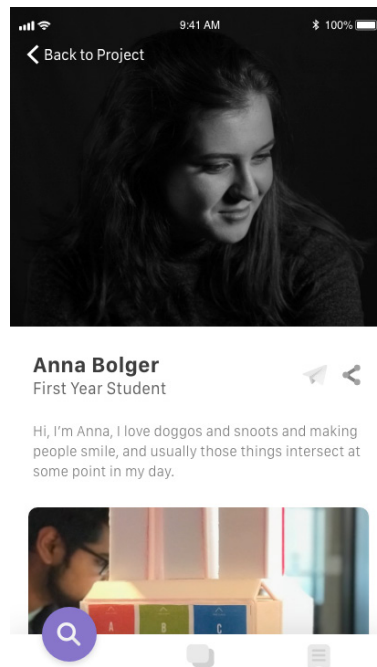 9:41 AM
100%
Back to Project
Anna Bolger
First Year Student
Hi, I'm Anna, I love doggos and snoots and making
people smile, and usually those things intersect at
some point in my day.
A B C